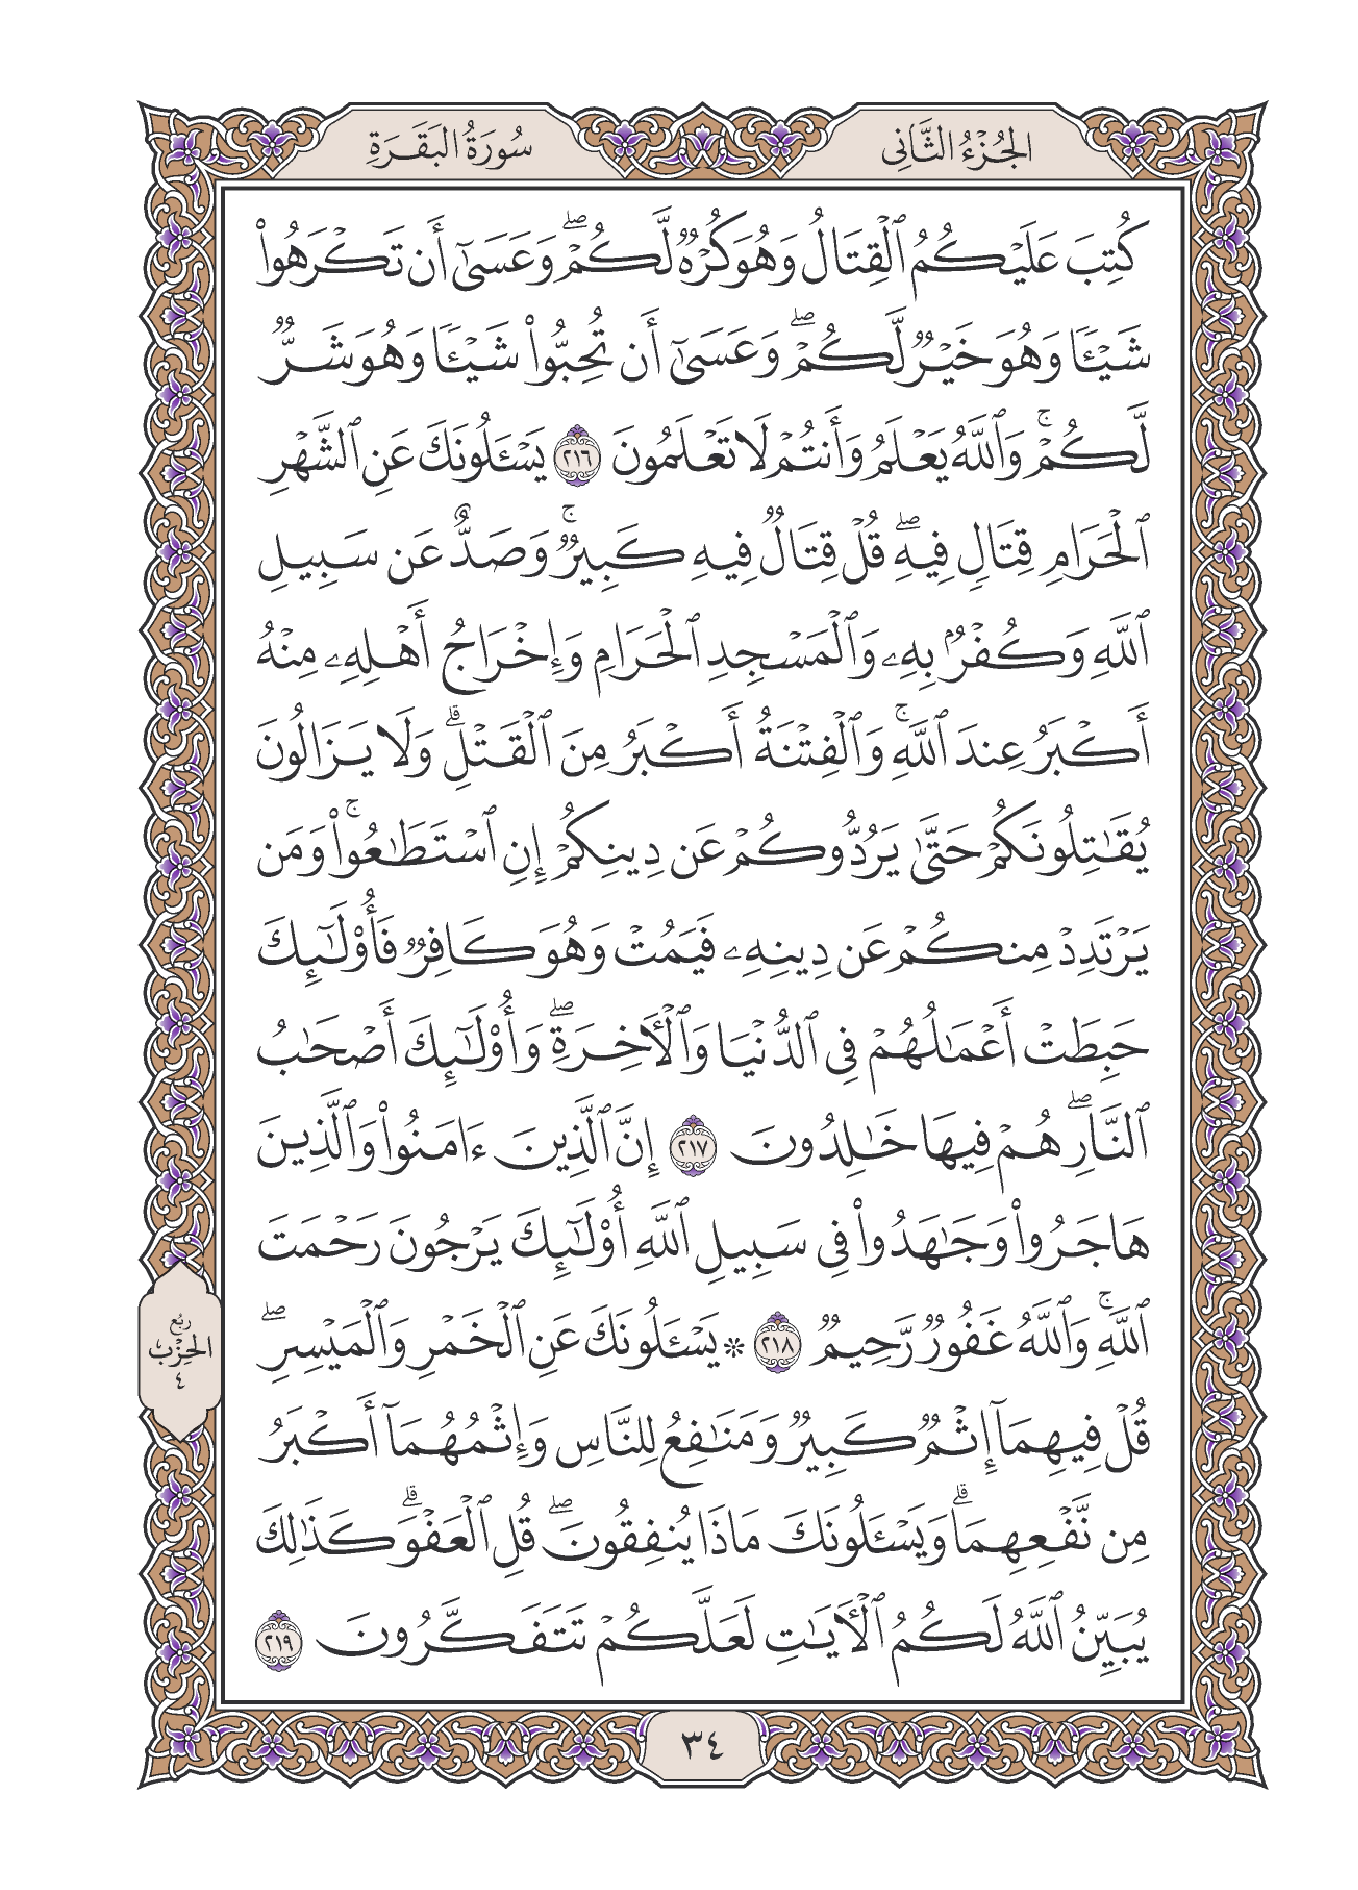 الجُزْءُ الثَّانِي
سُورَةُ البَقَرَةِ
كُتِبَ عَلَيۡكُمُ ٱلۡقِتَالُ وَهُوَ كُرۡهٞ لَّكُمۡۖ وَعَسَىٰٓ أَن تَكۡرَهُواْ
شَيۡـٔٗا وَهُوَ خَيۡرٞ لَّكُمۡۖ وَعَسَىٰٓ أَن تُحِبُّواْ شَيۡـٔٗا وَهُوَ شَرّٞ
لَّكُمۡۚ وَٱللَّهُ يَعۡلَمُ وَأَنتُمۡ لَا تَعۡلَمُونَ ٢١٦ يَسۡـَٔلُونَكَ عَنِ ٱلشَّهۡرِ
ٱلۡحَرَامِ قِتَالٖ فِيهِۖ قُلۡ قِتَالٞ فِيهِ كَبِيرٞۚ وَصَدٌّ عَن سَبِيلِ
ٱللَّهِ وَكُفۡرُۢ بِهِۦ وَٱلۡمَسۡجِدِ ٱلۡحَرَامِ وَإِخۡرَاجُ أَهۡلِهِۦ مِنۡهُ
أَكۡبَرُ عِندَ ٱللَّهِۚ وَٱلۡفِتۡنَةُ أَكۡبَرُ مِنَ ٱلۡقَتۡلِۗ وَلَا يَزَالُونَ
يُقَٰتِلُونَكُمۡ حَتَّىٰ يَرُدُّوكُمۡ عَن دِينِكُمۡ إِنِ ٱسۡتَطَٰعُواْۚ وَمَن
يَرۡتَدِدۡ مِنكُمۡ عَن دِينِهِۦ فَيَمُتۡ وَهُوَ كَافِرٞ فَأُوْلَٰٓئِكَ
حَبِطَتۡ أَعۡمَٰلُهُمۡ فِي ٱلدُّنۡيَا وَٱلۡأٓخِرَةِۖ وَأُوْلَٰٓئِكَ أَصۡحَٰبُ
ٱلنَّارِۖ هُمۡ فِيهَا خَٰلِدُونَ ٢١٧ إِنَّ ٱلَّذِينَ ءَامَنُواْ وَٱلَّذِينَ
هَاجَرُواْ وَجَٰهَدُواْ فِي سَبِيلِ ٱللَّهِ أُوْلَٰٓئِكَ يَرۡجُونَ رَحۡمَتَ
ٱللَّهِۚ وَٱللَّهُ غَفُورٞ رَّحِيمٞ ٢١٨ ۞ يَسۡـَٔلُونَكَ عَنِ ٱلۡخَمۡرِ وَٱلۡمَيۡسِرِۖ
قُلۡ فِيهِمَآ إِثۡمٞ كَبِيرٞ وَمَنَٰفِعُ لِلنَّاسِ وَإِثۡمُهُمَآ أَكۡبَرُ
مِن نَّفۡعِهِمَاۗ وَيَسۡـَٔلُونَكَ مَاذَا يُنفِقُونَۖ قُلِ ٱلۡعَفۡوَۗ كَذَٰلِكَ
يُبَيِّنُ ٱللَّهُ لَكُمُ ٱلۡأٓيَٰتِ لَعَلَّكُمۡ تَتَفَكَّرُونَ ٢١٩
رُبْع
الحِزْب
٤
٣٤